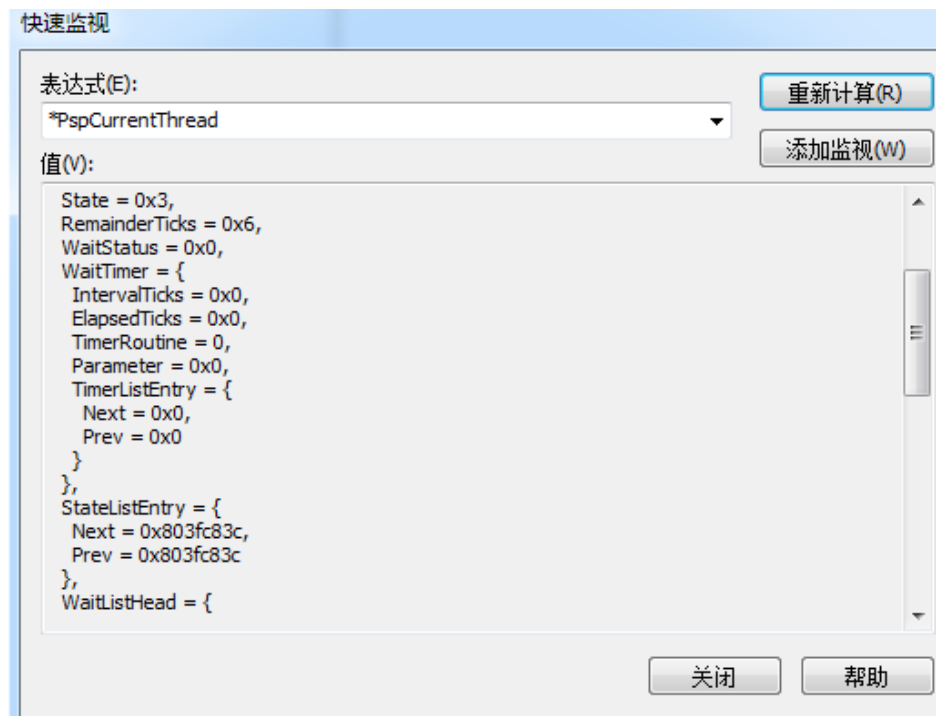 快速监视
表达式(E):
重新计算(R)
*PspCurrentThread
添加监视(W)
值(V):
State = 0x3,
RemainderTicks = 0x6,
WaitStatus = 0x0,
WaitTimer = {
IntervalTicks = 0x0,
ElapsedTicks = 0x0,
TimerRoutine = 0,
Parameter = 0x0,
TimerListEntry = {
Next = 0x0,
Prev = 0x0
}
},
StateListEntry = {
Next = 0x803fc83c,
Prev = 0x803fc83c
},
WaitListHead = {
关闭
帮助